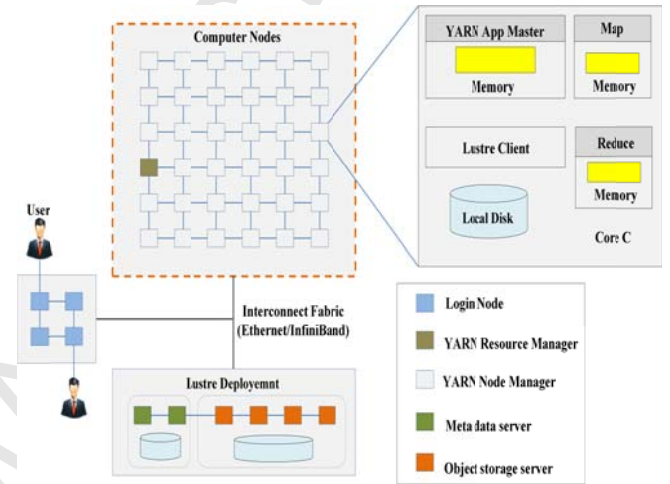 Computer Nodes
YARN App Master
Memory
Map
Memory
Lustre Client
Reduce
Memory
Local Disk
Core C
User
Interconnect Fabric
(Ethernet/InfiniBand)
Lustre Deployemnt
Login Node
YARN Resource Manager
YARN Node Manager
Meta data server
Object storage server